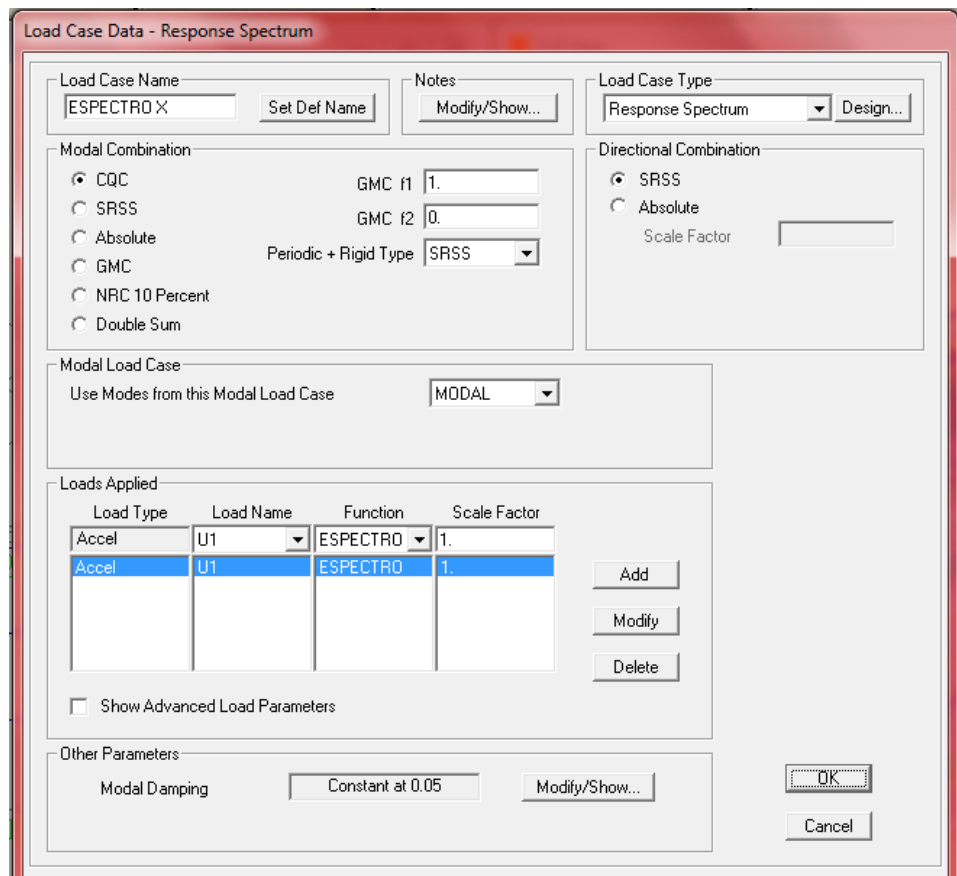 Load Case Data - Response Spectrum
Load Case Name
ESPECTRO X
Set Def Name
Notes
Modify/Show...
Load Case Type
Response Spectrum
Design...
Modal Combination
CQC
SRSS
Absolute
GMC
NRC 10 Percent
Double Sum
GMC f1 1.
GMC f2 0.
Periodic + Rigid Type SRSS
Directional Combination
SRSS
Absolute
Scale Factor
Modal Load Case
Use Modes from this Modal Load Case MODAL
Loads Applied
Load Type Load Name Function Scale Factor
Accel U1 ESPECTRO 1.
Accel U1 ESPECTRO 1.
Add
Modify
Delete
Show Advanced Load Parameters
Other Parameters
Modal Damping Constant at 0.05 Modify/Show...
OK
Cancel